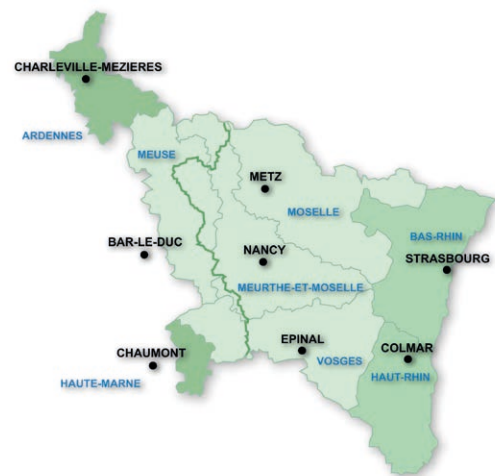 CHARLEVILLE-MEZIERES
ARDENNES
MEUSE
METZ
MOSELLE
BAS-RHIN
BAR-LE-DUC
NANCY
STRASBOURG
MEURTHE-ET-MOSELLE
EPINAL
CHAUMONT
VOSGES
COLMAR
HAUTE-MARNE
HAUT-RHIN